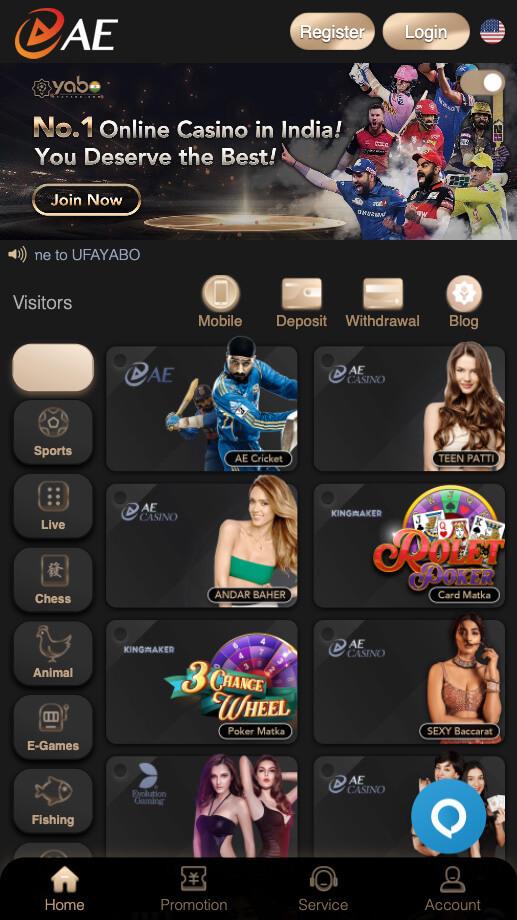 AE
Register
Login
yabo
No.1 Online Casino in India!
You Deserve the Best!
Join Now
ne to UFAYABO
Visitors
Mobile
Deposit
Withdrawal
Blog
Sports
Live
Chess
Animal
E-Games
Fishing
AE
AE Cricket
AE CASINO
TEEN PATTI
AE CASINO
ANDAR BAHER
KINGMAKER
ROLET
POKER
Card Matka
KINGMAKER
3 CHANCE
WHEEL
Poker Matka
AE CASINO
SEXY Baccarat
Evolution
Gaming
AE CASINO
Home
Promotion
Service
Account